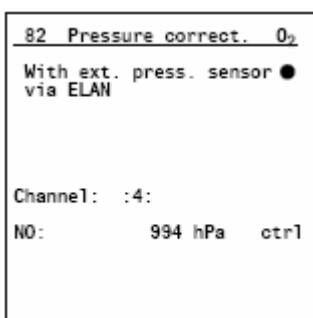 82 Pressure correct. O₂
With ext. press. sensor ●
via ELAN
Channel: :4:
NO: 994 hPa ctrl